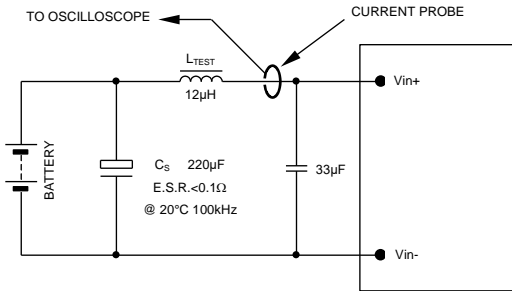 TO OSCILLOSCOPE
CURRENT PROBE
LTEST
12µH
Vin+
BATTERY
CS 220µF
E.S.R.<0.1Ω
@ 20°C 100kHz
33µF
Vin-